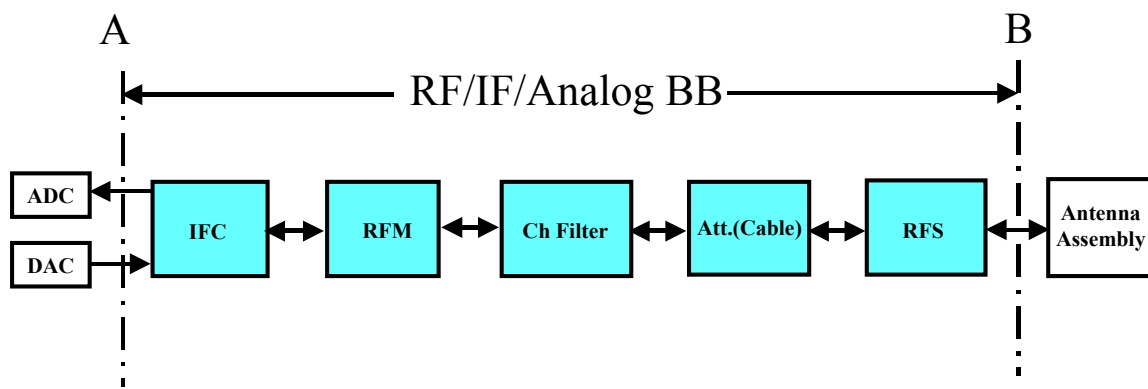 A
B
RF/IF/Analog BB
ADC
DAC
IFC
RFM
Ch Filter
Att.(Cable)
RFS
Antenna
Assembly